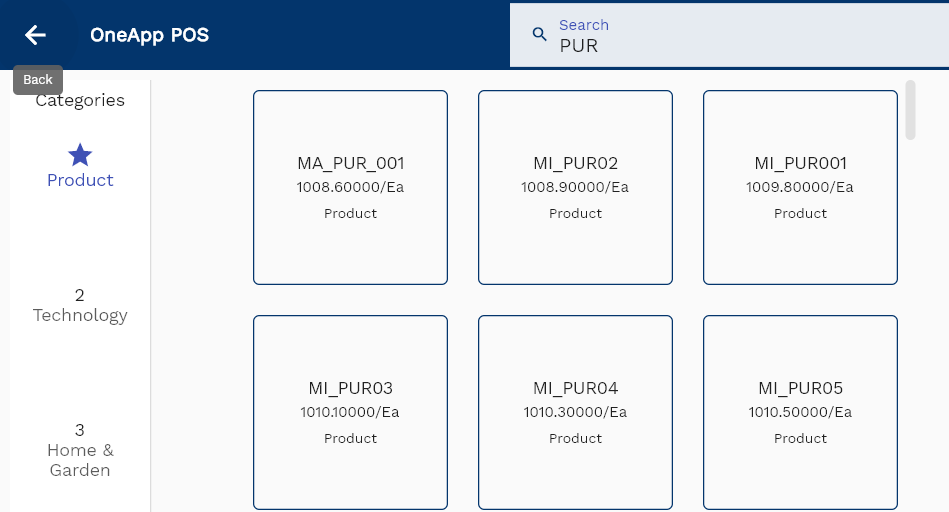 OneApp POS
Search
PUR
Back
Categories
Product
2
Technology
3
Home &
Garden
MA_PUR_001
1008.60000/Ea
Product
MI_PUR02
1008.90000/Ea
Product
MI_PUR001
1009.80000/Ea
Product
MI_PUR03
1010.10000/Ea
Product
MI_PUR04
1010.30000/Ea
Product
MI_PUR05
1010.50000/Ea
Product